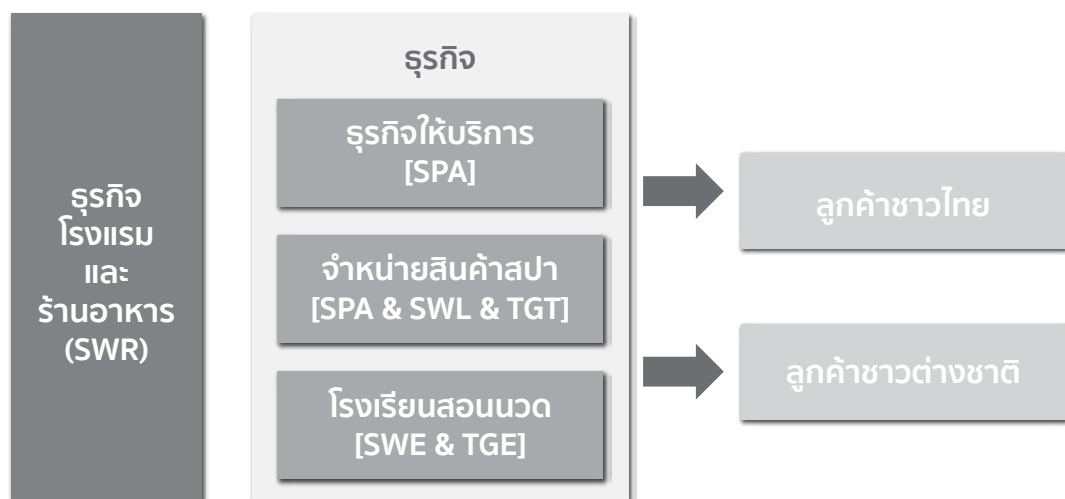 ธุรกิจ
โรงแรม
และ
ร้านอาหาร
(SWR)
ธุรกิจ
ธุรกิจให้บริการ
[SPA]
จำหน่ายสินค้าสปา
[SPA & SWL & TGT]
โรงเรียนสอนนวด
[SWE & TGE]
ลูกค้าชาวไทย
ลูกค้าชาวต่างชาติ